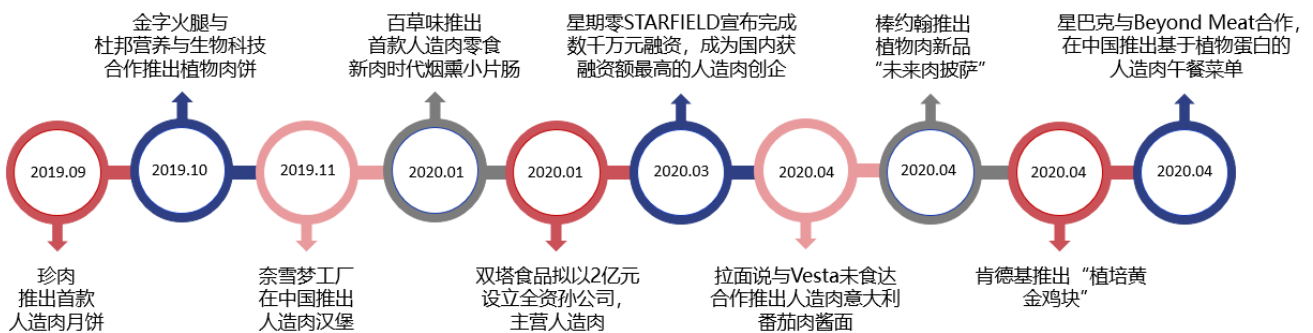 金字火腿与
杜邦营养与生物科技
合作推出植物肉饼
百草味推出
首款人造肉零食
新肉时代烟熏小片肠
星期零STARFIELD宣布完成
数千万元融资，成为国内获
融资额最高的人造肉创企
棒约翰推出
植物肉新品
“未来肉披萨”
星巴克与Beyond Meat合作，
在中国推出基于植物蛋白的
人造肉午餐菜单
2019.09
2019.10
2019.11
2020.01
2020.01
2020.03
2020.04
2020.04
2020.04
2020.04
珍肉
推出首款
人造肉月饼
奈雪梦工厂
在中国推出
人造肉汉堡
双塔食品拟以2亿元
设立全资孙公司，
主营人造肉
拉面说与Vesta未食达
合作推出人造肉意大利
番茄肉酱面
肯德基推出“植培黄
金鸡块”